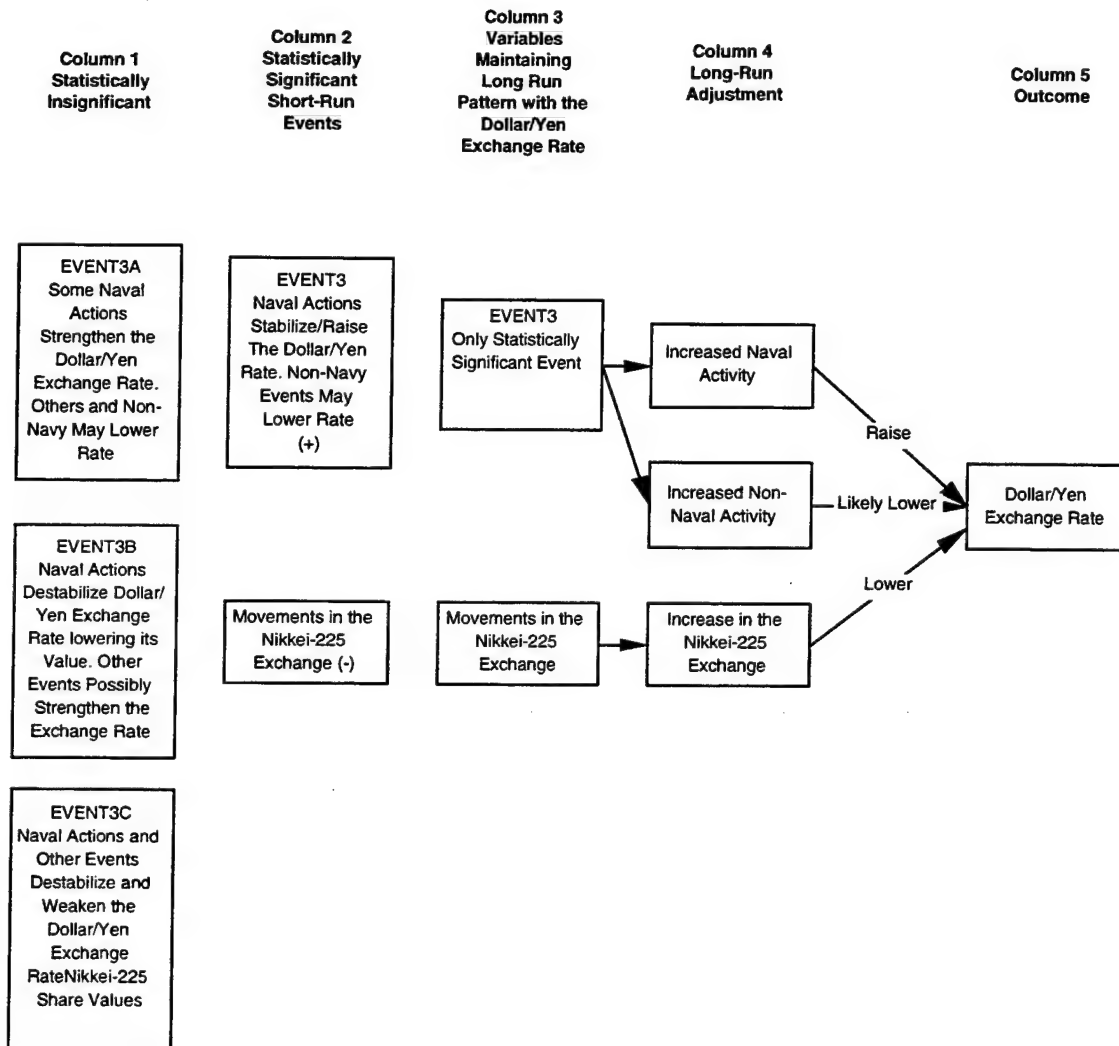 Column 1
Statistically
Insignificant
Column 2
Statistically
Significant
Short-Run
Events
Column 3
Variables
Maintaining
Long Run
Pattern with the
Dollar/Yen
Exchange Rate
Column 4
Long-Run
Adjustment
Column 5
Outcome
EVENT3A
Some Naval
Actions
Strengthen the
Dollar/Yen
Exchange Rate.
Others and Non-
Navy May Lower
Rate
EVENT3B
Naval Actions
Destabilize Dollar/
Yen Exchange
Rate lowering its
Value. Other
Events Possibly
Strengthen the
Exchange Rate
EVENT3C
Naval Actions and
Other Events
Destabilize and
Weaken the
Dollar/Yen
Exchange
RateNikkei-225
Share Values
EVENT3
Naval Actions
Stabilize/Raise
The Dollar/Yen
Rate. Non-Navy
Events May
Lower Rate
(+)
Movements in the
Nikkei-225
Exchange (-)
EVENT3
Only Statistically
Significant Event
Movements in the
Nikkei-225
Exchange
Increased Naval
Activity
Increased Non-
Naval Activity
Increase in the
Nikkei-225
Exchange
Raise
Likely Lower
Lower
Dollar/Yen
Exchange Rate